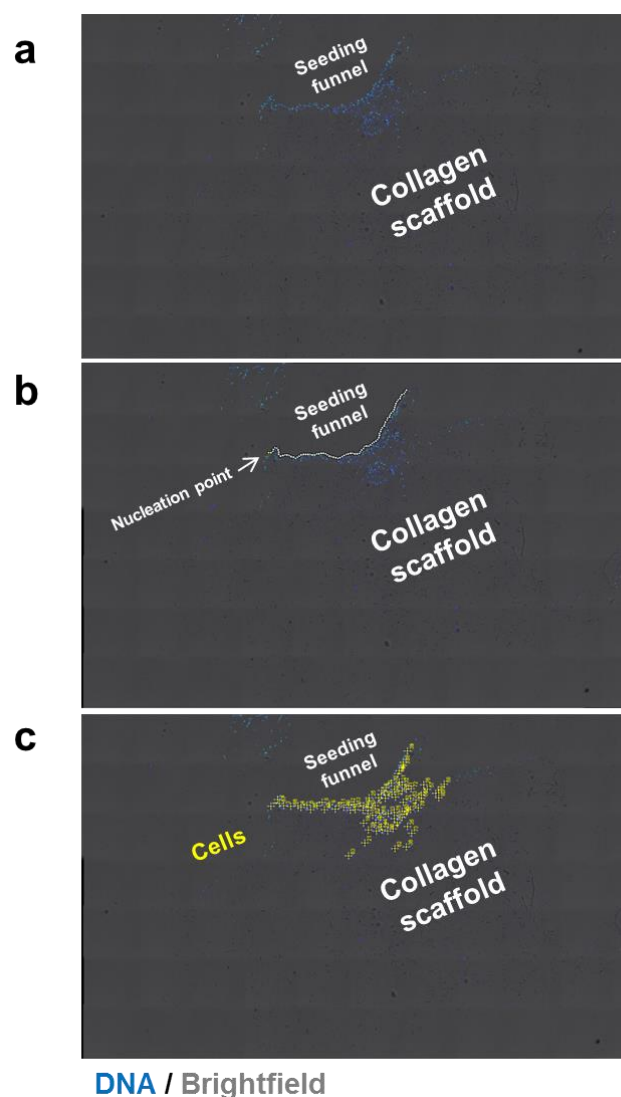 a
Seeding
funnel
Collagen
scaffold
b
Seeding
funnel
Nucleation point
Collagen
scaffold
c
Seeding
funnel
Cells
Collagen
scaffold
DNA / Brightfield